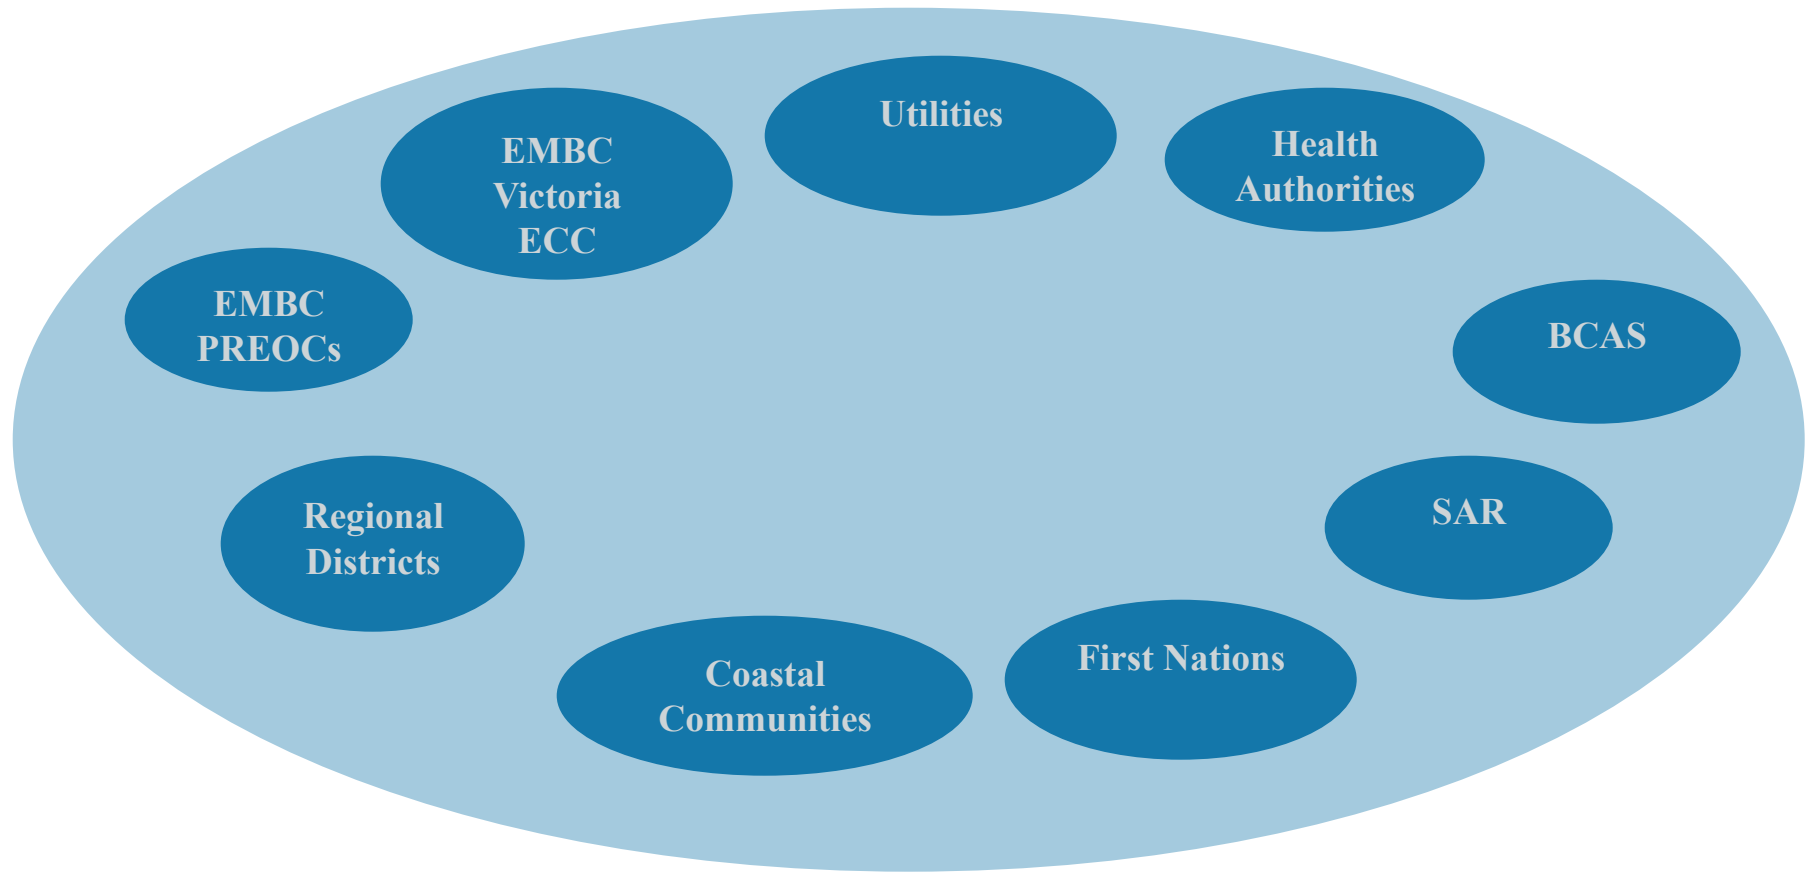 Utilities
Health
Authorities
EMBC
Victoria
ECC
EMBC
PREOCs
BCAS
Regional
Districts
SAR
Coastal
Communities
First Nations